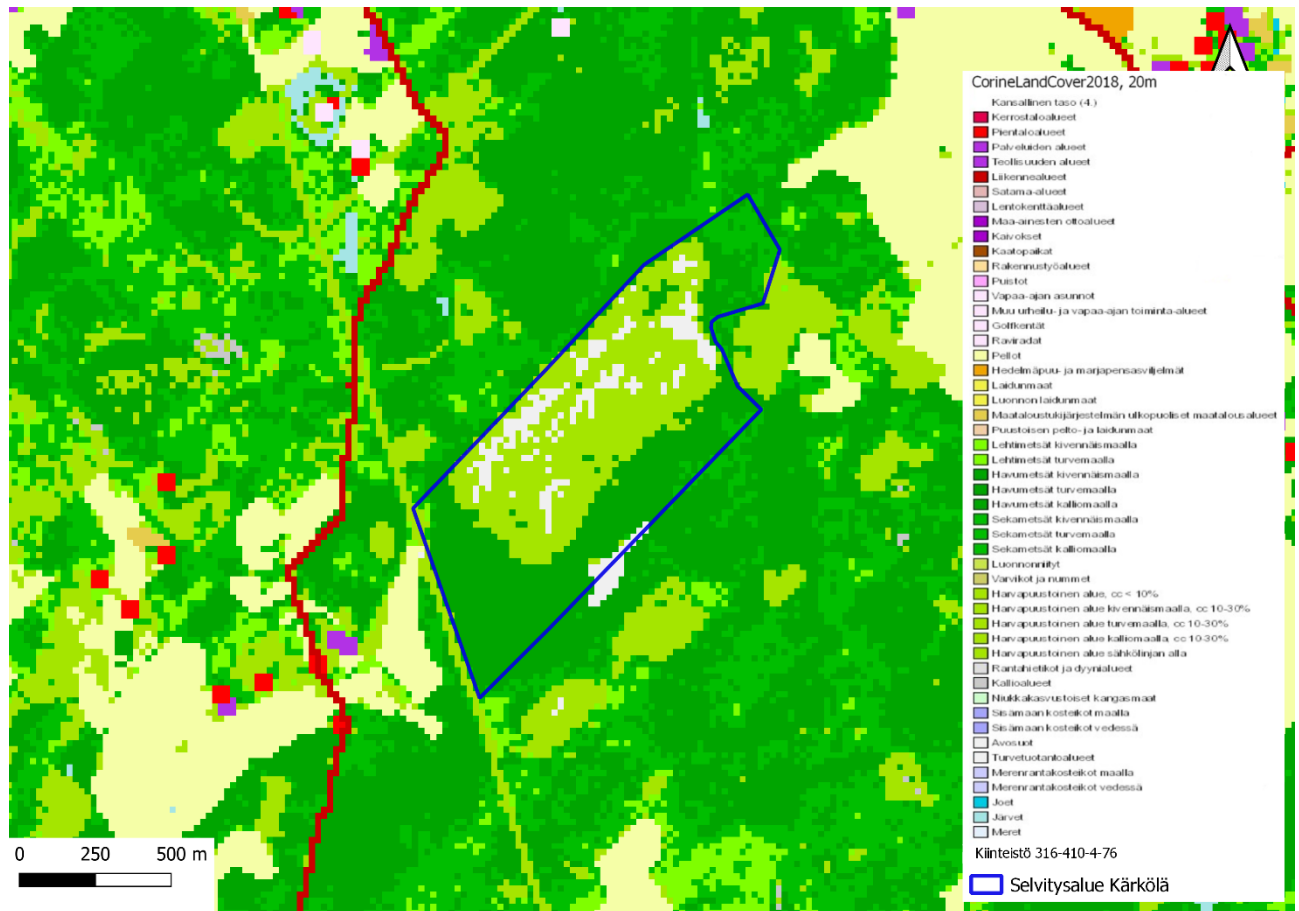 CorineLandCover2018, 20m
Kansallinen taso (4.)
Kerrostaloalueet
Pientaloalueet
Palveluiden alueet
Teollisuuden alueet
Liikennealueet
Satama-alueet
Lentokenttäalueet
Maa-ainesten ottoalueet
Kaivokset
Kaatopaikat
Rakennustyöalueet
Puistot
Vapaa-ajan asunnot
Muu urheilu- ja vapaa-ajan toiminta-alueet
Golfkentät
Raviradat
Pellot
Hedelmäpuu- ja marjapensasviljelmät
Laidunmaat
Luonnon laidunmaat
Maataloustukijärjestelmän ulkopuoliset maatalousalueet
Puustoisen pelto- ja laidunmaat
Lehtimetsät kivennäismaalla
Lehtimetsät turvemaalla
Havumetsät kivennäismaalla
Havumetsät turvemaalla
Havumetsät kalliomaalla
Sekametsät kivennäismaalla
Sekametsät turvemaalla
Sekametsät kalliomaalla
Luonnonniityt
Varvikot ja nummet
Harvapuustoinen alue, cc < 10%
Harvapuustoinen alue kivennäismaalla, cc 10-30%
Harvapuustoinen alue turvemaalla, cc 10-30%
Harvapuustoinen alue kalliomaalla, cc 10-30%
Harvapuustoinen alue sähkölinjan alla
Rantahietikot ja dyynialueet
Kallioalueet
Niukkakasvustoiset kangasmaat
Sisämaan kosteikot maalla
Sisämaan kosteikot vedessä
Avosuot
Turvetuotantoalueet
Merenrantakosteikot maalla
Merenrantakosteikot vedessä
Joet
Järvet
Meret
Kiinteistö 316-410-4-76
Selvitysalue Kärkölä
0 250 500 m